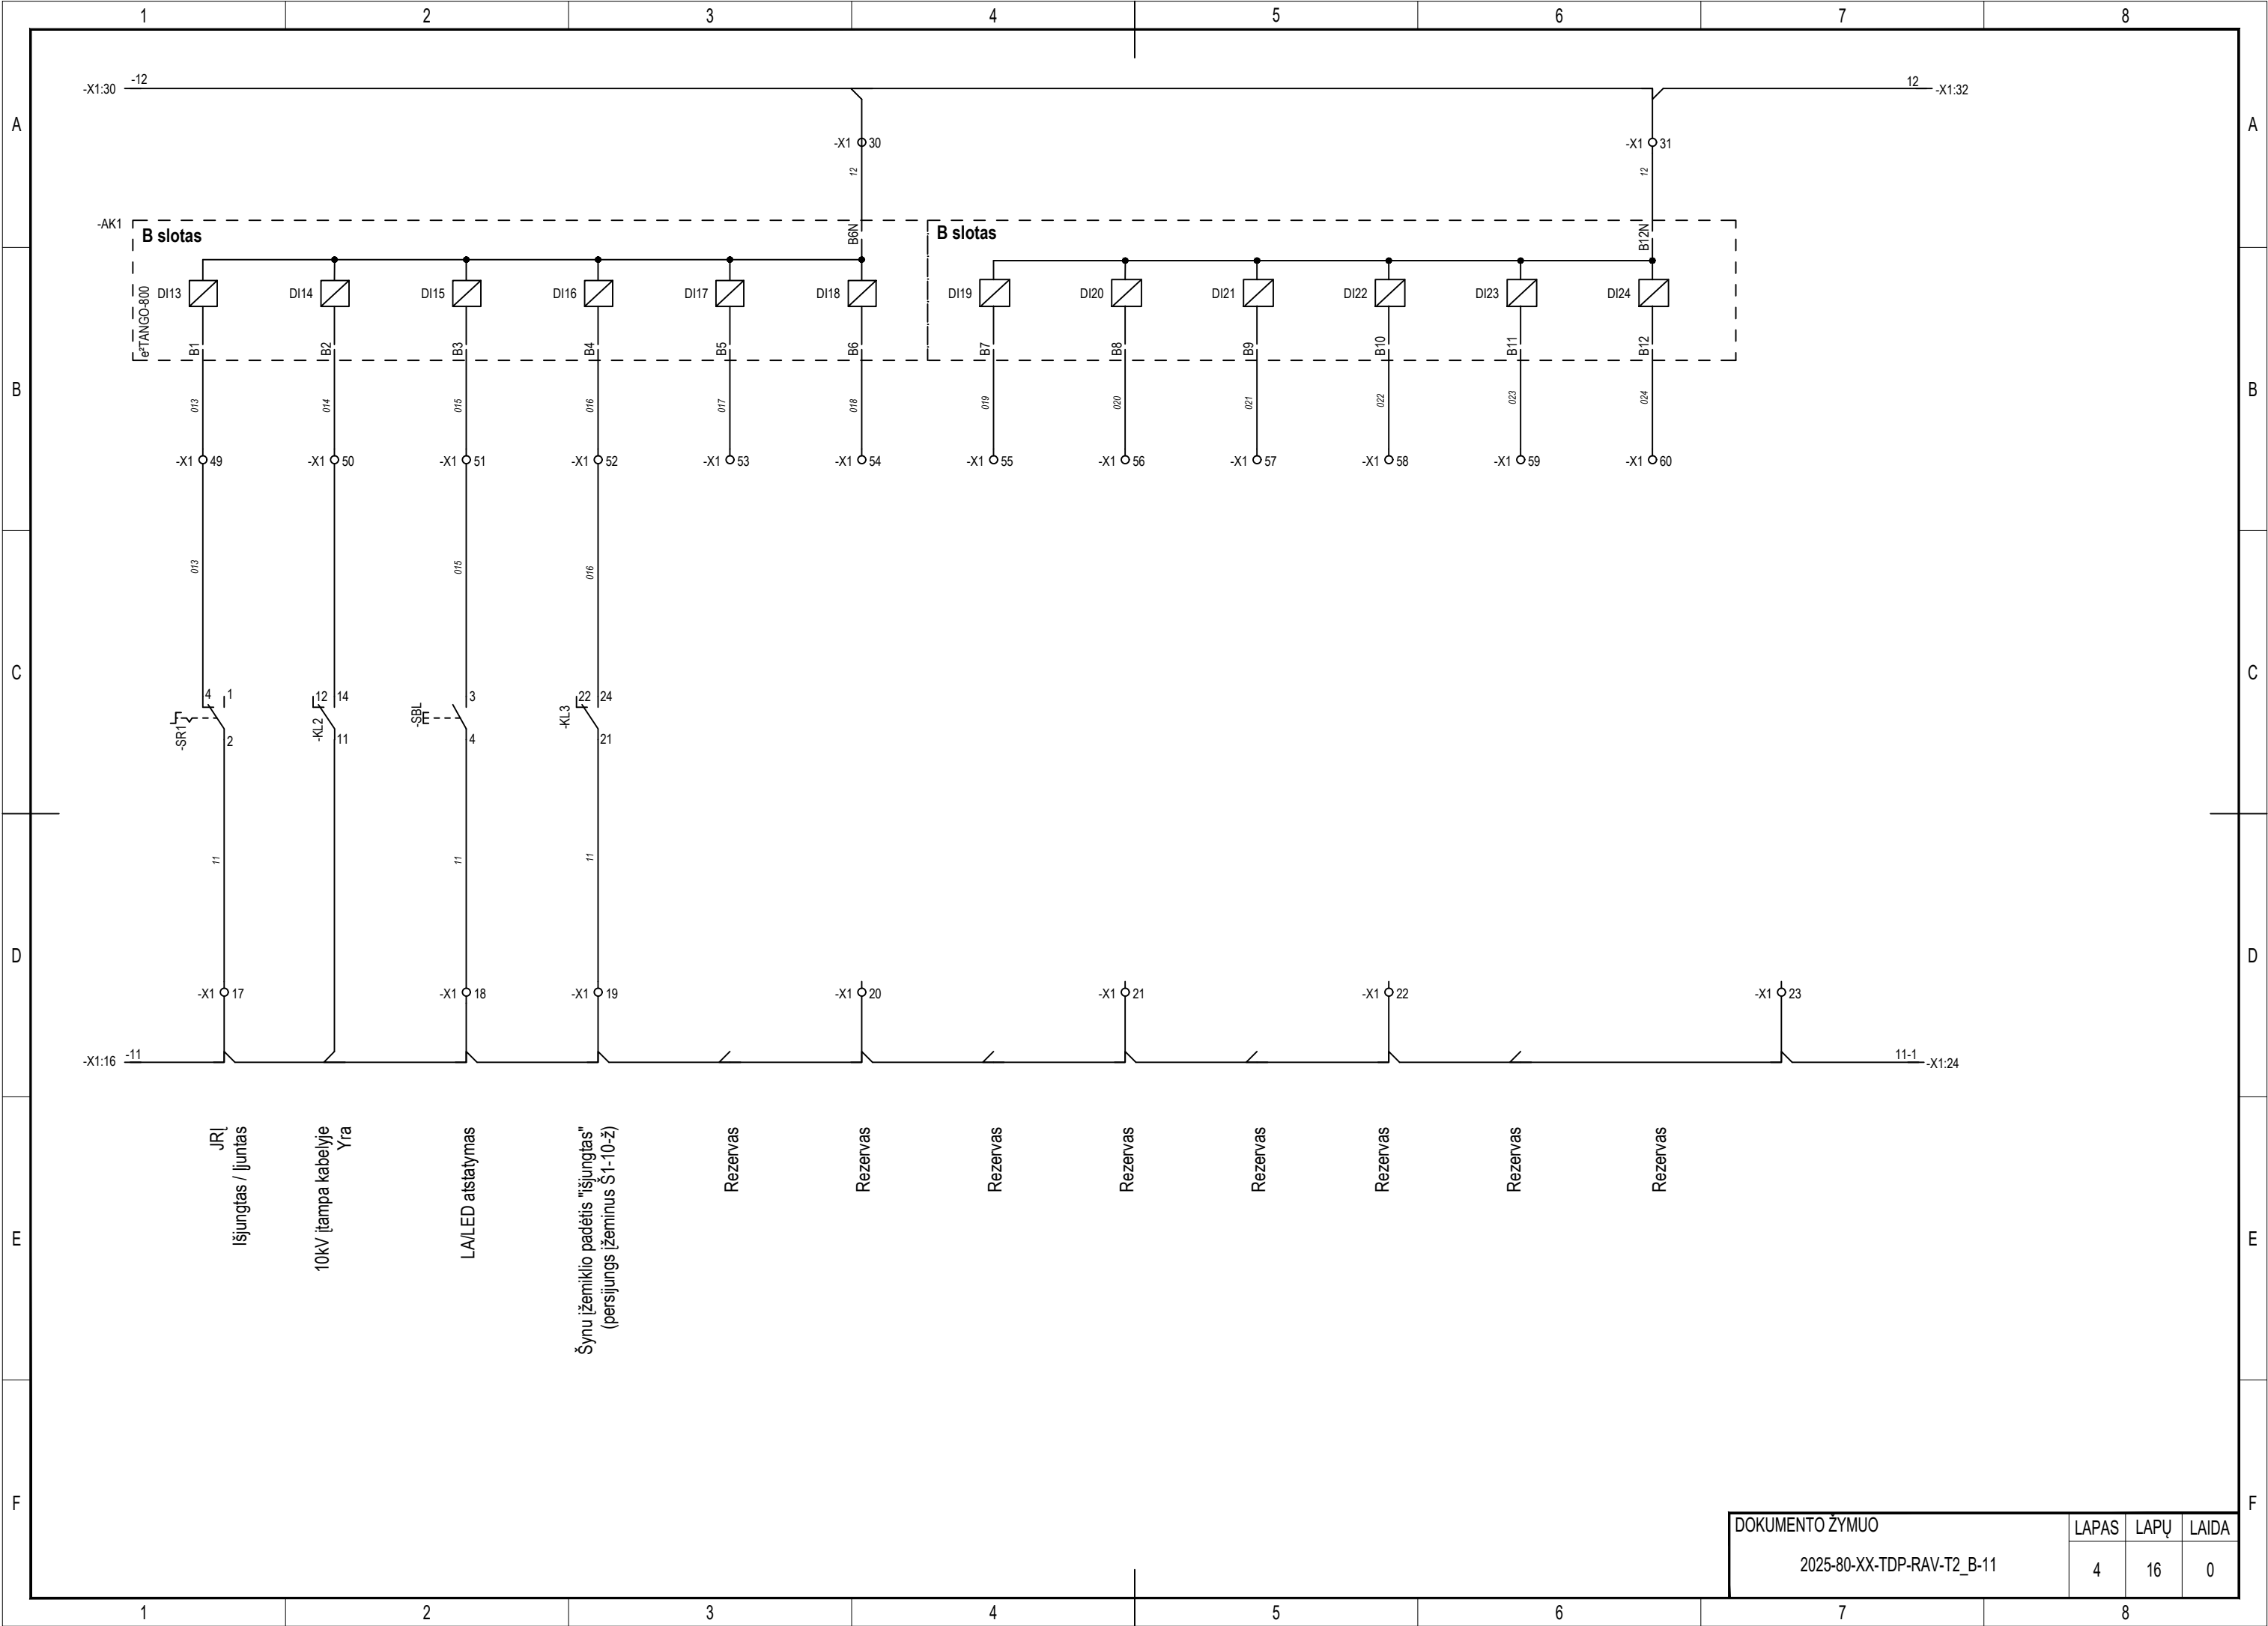 1 2 3 4 5 6 7 8
-X1:30 -12 12 -X1:32
A A
-X1 30 -X1 31
12 12
-AK1 B slotas B6N B slotas B12N
e²TANGO-800
DI13 DI14 DI15 DI16 DI17 DI18 DI19 DI20 DI21 DI22 DI23 DI24
B1 B2 B3 B4 B5 B6 B7 B8 B9 B10 B11 B12
B B
013 014 015 016 017 018 019 020 021 022 023 024
-X1 49 -X1 50 -X1 51 -X1 52 -X1 53 -X1 54 -X1 55 -X1 56 -X1 57 -X1 58 -X1 59 -X1 60
013 015 016
C C
4 1 12 14 3 22 24
-SR1 -KL2 -SBL -KL3
2 11 4 21
11 11 11
D D
-X1 17 -X1 18 -X1 19 -X1 20 -X1 21 -X1 22 -X1 23
-X1:16 -11 11-1 -X1:24
JRĮ
Išjungtas / Įjuntas
10kV įtampa kabelyje
Yra
LA/LED atstatymas
Šynu įžemiklio padėtis "išjungtas"
(persijungs įžeminus Š1-10-ž)
Rezervas
Rezervas
Rezervas
Rezervas
Rezervas
Rezervas
Rezervas
Rezervas
E E
F F
DOKUMENTO ŽYMUO LAPAS LAPŲ LAIDA
2025-80-XX-TDP-RAV-T2_B-11 4 16 0
1 2 3 4 5 6 7 8